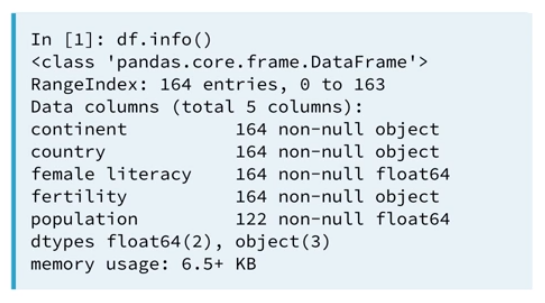 In [1]: df.info()
<class 'pandas.core.frame.DataFrame'>
RangeIndex: 164 entries, 0 to 163
Data columns (total 5 columns):
continent          164 non-null object
country            164 non-null object
female literacy    164 non-null float64
fertility          164 non-null object
population         122 non-null float64
dtypes float64(2), object(3)
memory usage: 6.5+ KB